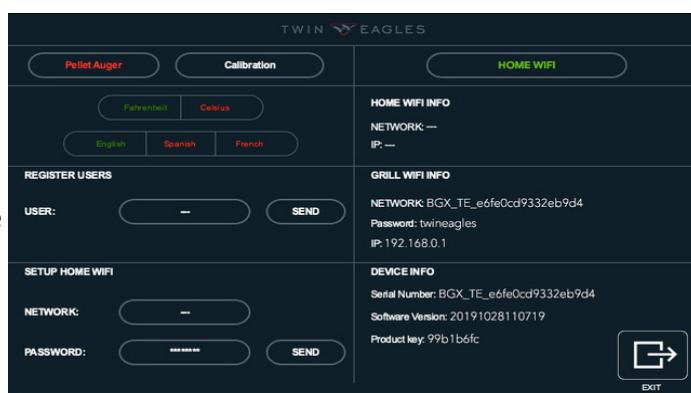 TWIN EAGLES
Pellet Auger
Calibration
HOME WIFI
Fahrenheit
Celsius
English
Spanish
French
HOME WIFI INFO
NETWORK: ---
IP: ---
REGISTER USERS
USER:
---
SEND
GRILL WIFI INFO
NETWORK: BGX_TE_e6fe0cd9332eb9d4
Password: twineagles
IP: 192.168.0.1
SETUP HOME WIFI
NETWORK:
---
PASSWORD:
********
SEND
DEVICE INFO
Serial Number: BGX_TE_e6fe0cd9332eb9d4
Software Version: 20191028110719
Product key: 99b1b6fc
EXIT